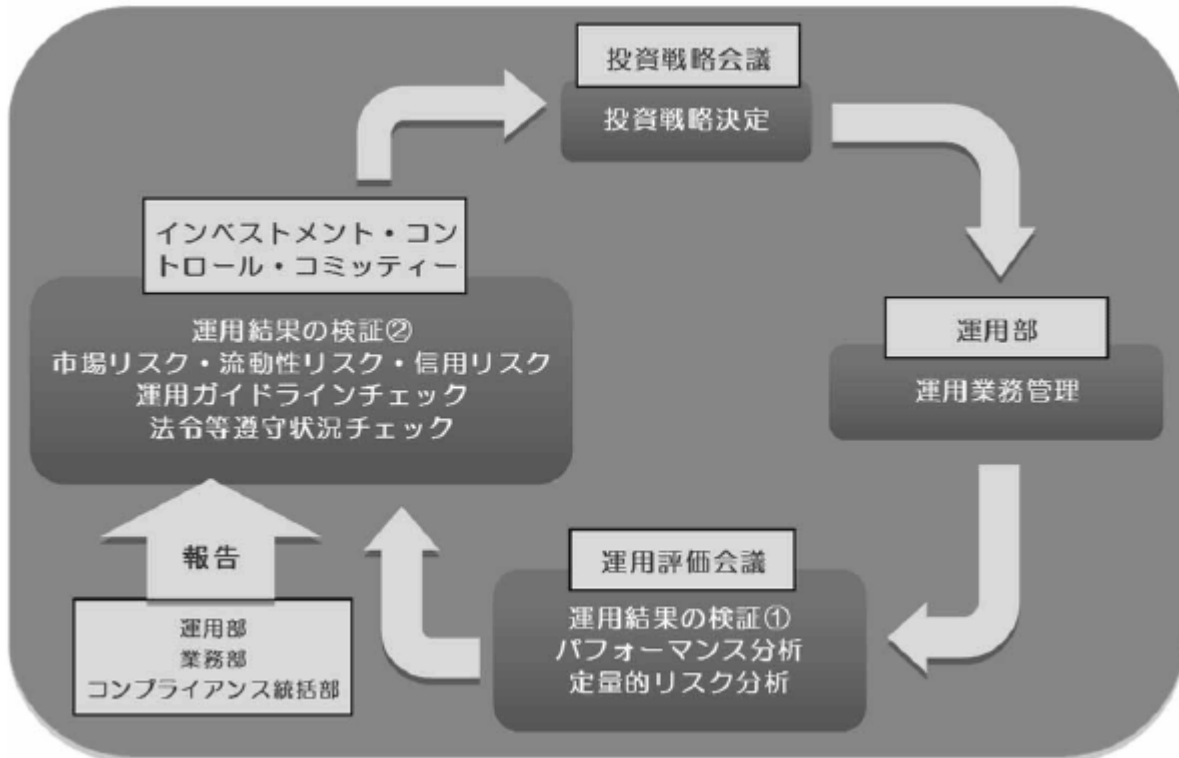 投資戦略会議
投資戦略決定
運用部
運用業務管理
運用評価会議
運用結果の検証①
パフォーマンス分析
定量的リスク分析
インベストメント・コン
トロール・コミッティー
運用結果の検証②
市場リスク・流動性リスク・信用リスク
運用ガイドラインチェック
法令等遵守状況チェック
報告
運用部
業務部
コンプライアンス統括部